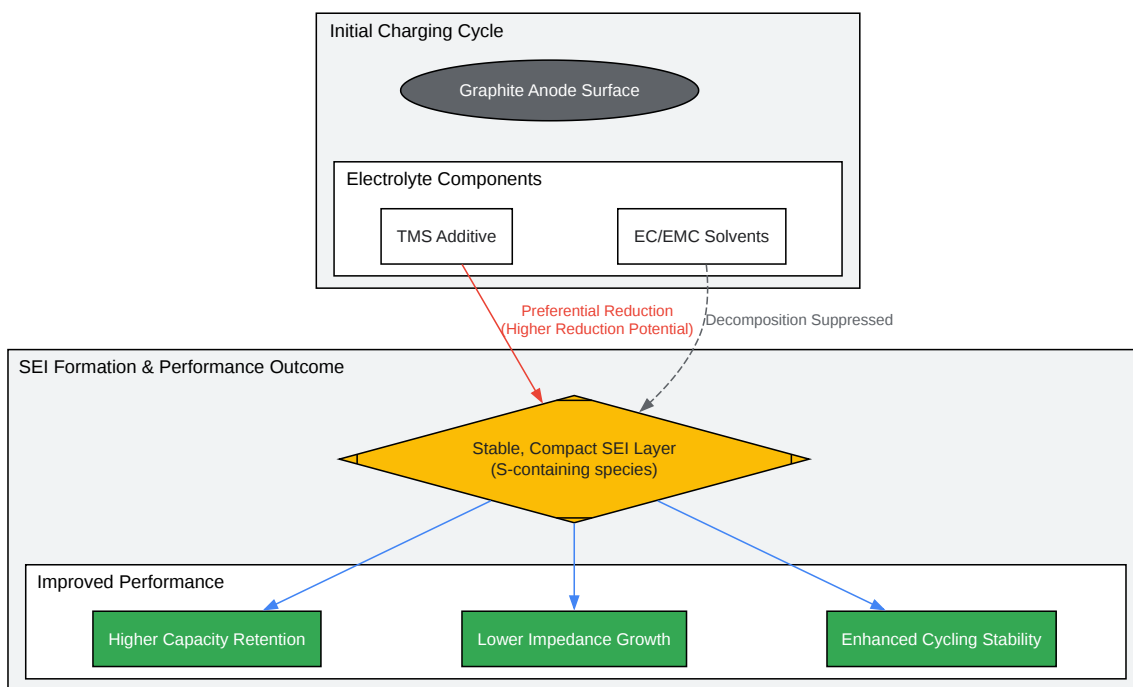 Initial Charging Cycle
Graphite Anode Surface
Electrolyte Components
TMS Additive
EC/EMC Solvents
Preferential Reduction
(Higher Reduction Potential)
Decomposition Suppressed
SEI Formation & Performance Outcome
Stable, Compact SEI Layer
(S-containing species)
Improved Performance
Higher Capacity Retention
Lower Impedance Growth
Enhanced Cycling Stability